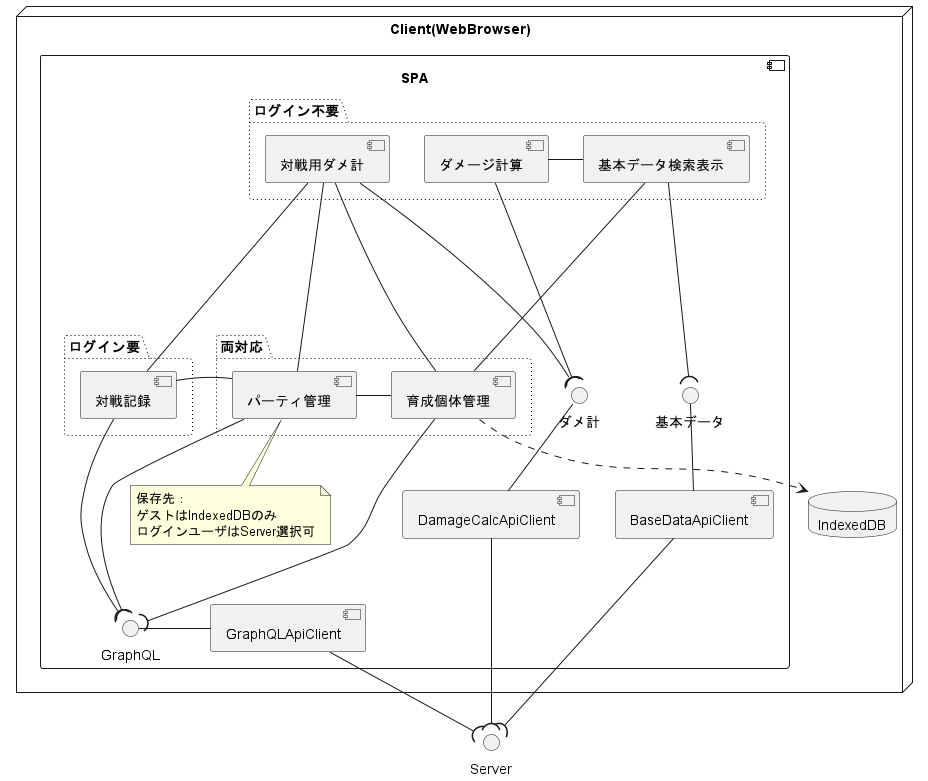 Client(WebBrowser)
SPA
ログイン不要
対戦用ダメ計
ダメージ計算
基本データ検索表示
ログイン要
両対応
対戦記録
パーティ管理
育成個体管理
ダメ計
基本データ
保存先：
ゲストはIndexedDBのみ
ログインユーザはServer選択可
DamageCalcApiClient
BaseDataApiClient
IndexedDB
GraphQLApiClient
GraphQL
Server